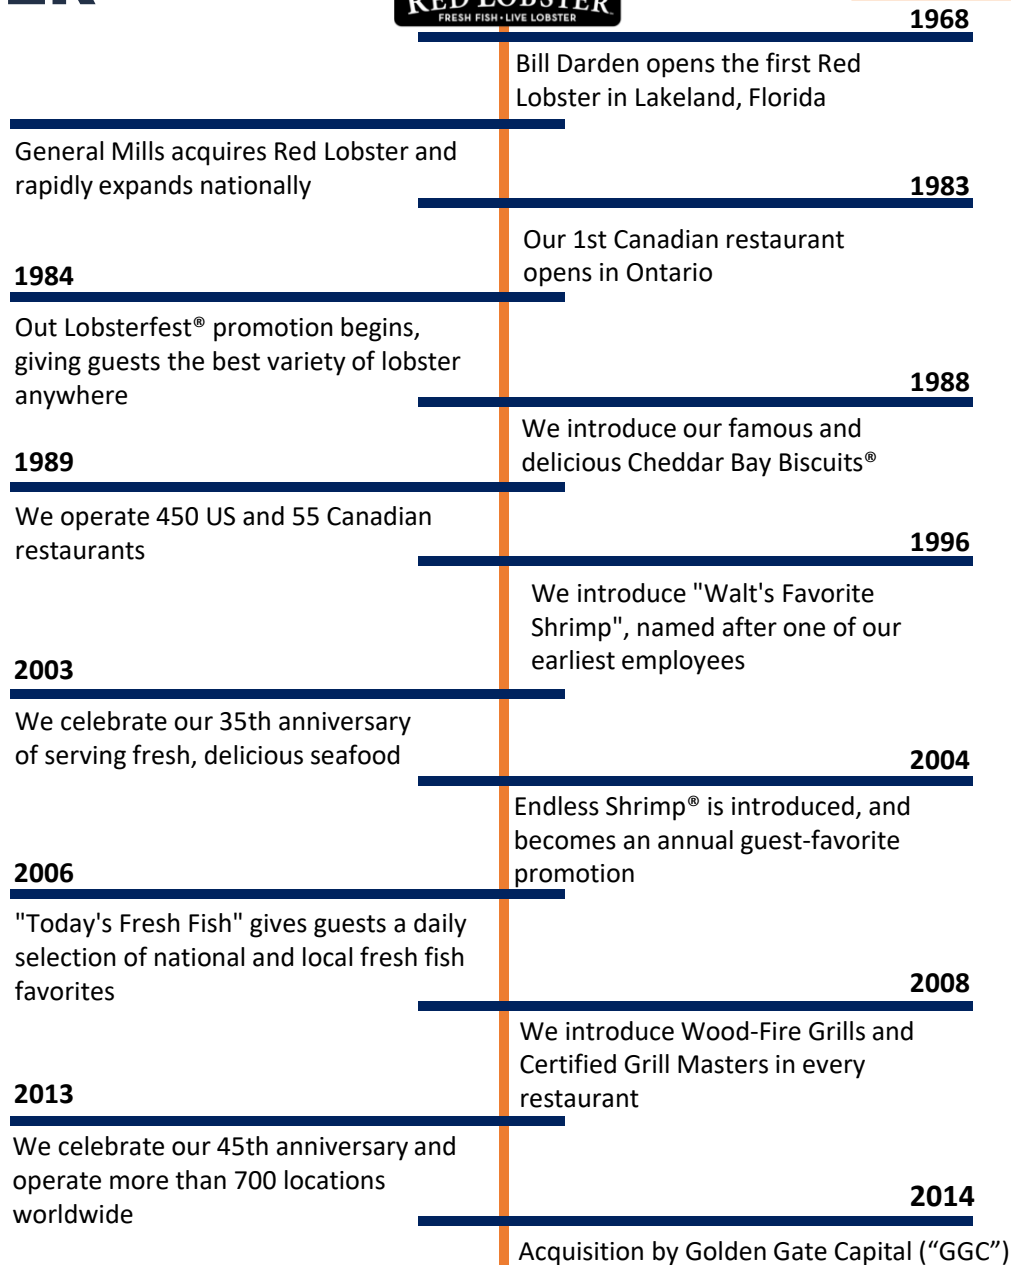 ER
RED LOBSTER
FRESH FISH • LIVE LOBSTER
1968
Bill Darden opens the first Red
Lobster in Lakeland, Florida
General Mills acquires Red Lobster and
rapidly expands nationally
1983
Our 1st Canadian restaurant
opens in Ontario
1984
Out Lobsterfest® promotion begins,
giving guests the best variety of lobster
anywhere
1988
We introduce our famous and
delicious Cheddar Bay Biscuits®
1989
We operate 450 US and 55 Canadian
restaurants
1996
We introduce "Walt's Favorite
Shrimp", named after one of our
earliest employees
2003
We celebrate our 35th anniversary
of serving fresh, delicious seafood
2004
Endless Shrimp® is introduced, and
becomes an annual guest-favorite
promotion
2006
"Today's Fresh Fish" gives guests a daily
selection of national and local fresh fish
favorites
2008
We introduce Wood-Fire Grills and
Certified Grill Masters in every
restaurant
2013
We celebrate our 45th anniversary and
operate more than 700 locations
worldwide
2014
Acquisition by Golden Gate Capital (“GGC”)